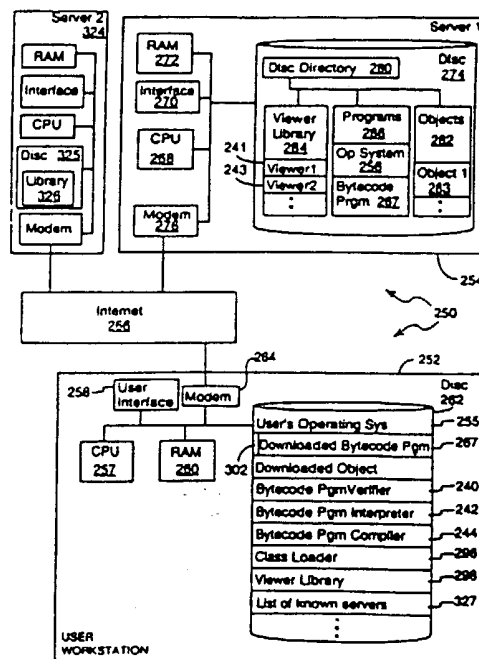 Server 2
324
RAM
Interface
CPU
Disc 325
Library
326
Modem
Server 1
RAM
272
Interface
270
CPU
268
Modem
276
Disc
274
Disc Directory 280
Viewer
Library
284
241
Viewer1
243
Viewer2
Programs
286
Op System
256
Bytecode
Prgm 267
Objects
282
Object 1
283
254
Internet
256
250
252
258
User
Interface
Modem
264
CPU
257
RAM
260
302
Disc
262
User's Operating Sys
255
Downloaded Bytecode Pgm
267
Downloaded Object
Bytecode PgmVerifier
240
Bytecode Pgm Interpreter
242
Bytecode Pgm Compiler
244
Class Loader
296
Viewer Library
298
List of known servers
327
USER
WORKSTATION